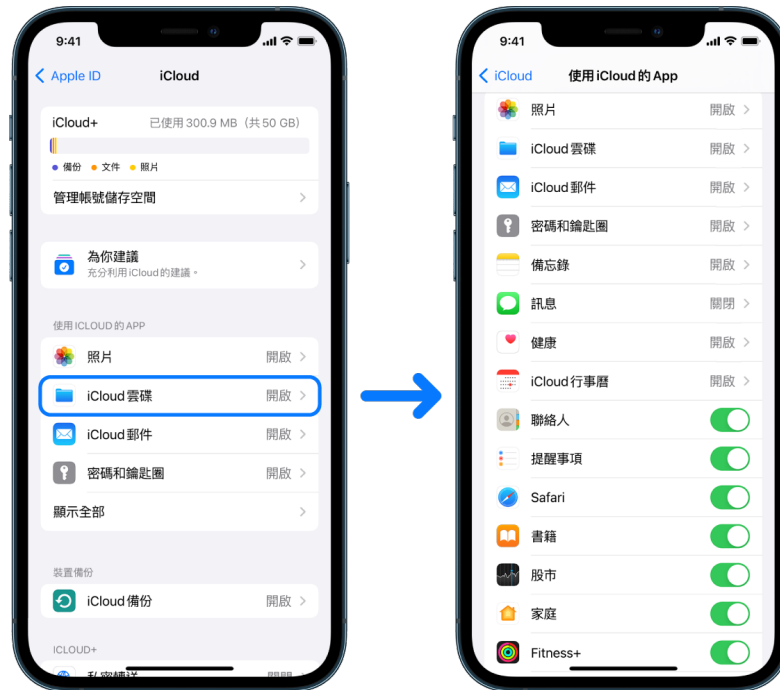 9:41
Apple ID
iCloud
iCloud+
已使用 300.9 MB（共 50 GB）
備份
文件
照片
管理帳號儲存空間
為你建議
充分利用 iCloud 的建議。
使用 ICLOUD 的 APP
照片
開啟
iCloud 雲碟
開啟
iCloud 郵件
開啟
密碼和鑰匙圈
開啟
顯示全部
裝置備份
iCloud 備份
開啟
ICLOUD+
私密轉送
9:41
iCloud
使用 iCloud 的 App
照片
開啟
iCloud 雲碟
開啟
iCloud 郵件
開啟
密碼和鑰匙圈
開啟
備忘錄
開啟
訊息
關閉
健康
開啟
iCloud 行事曆
開啟
聯絡人
提醒事項
Safari
書籍
股市
家庭
Fitness+